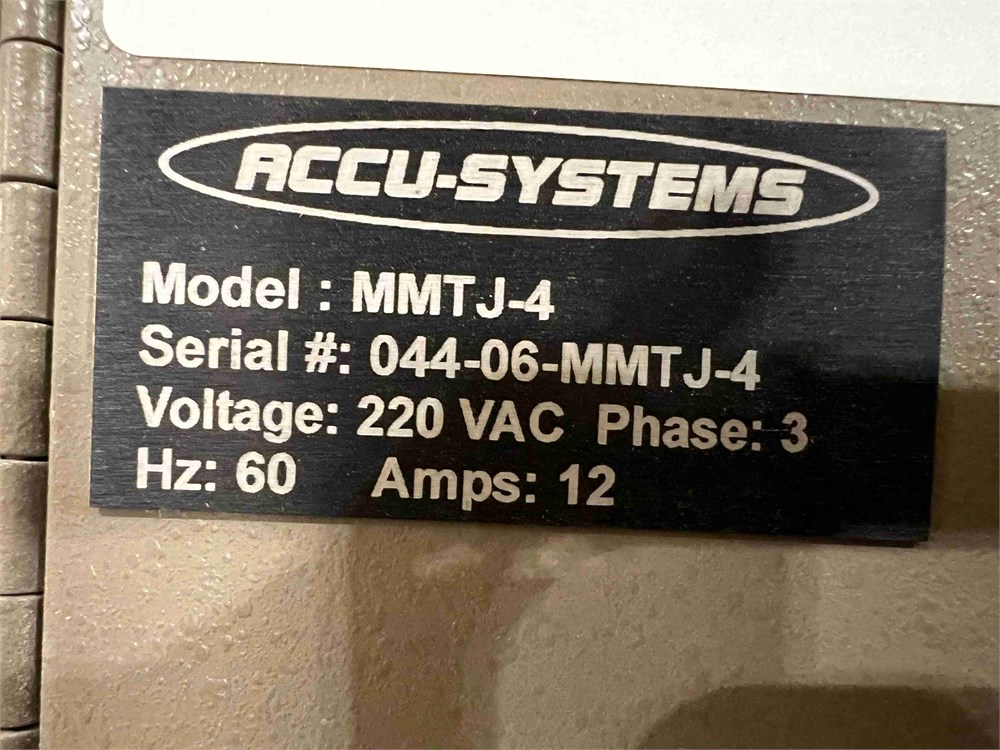 ACCU-SYSTEMS
Model : MMTJ-4
Serial #: 044-06-MMTJ-4
Voltage: 220 VAC Phase: 3
Hz: 60 Amps: 12